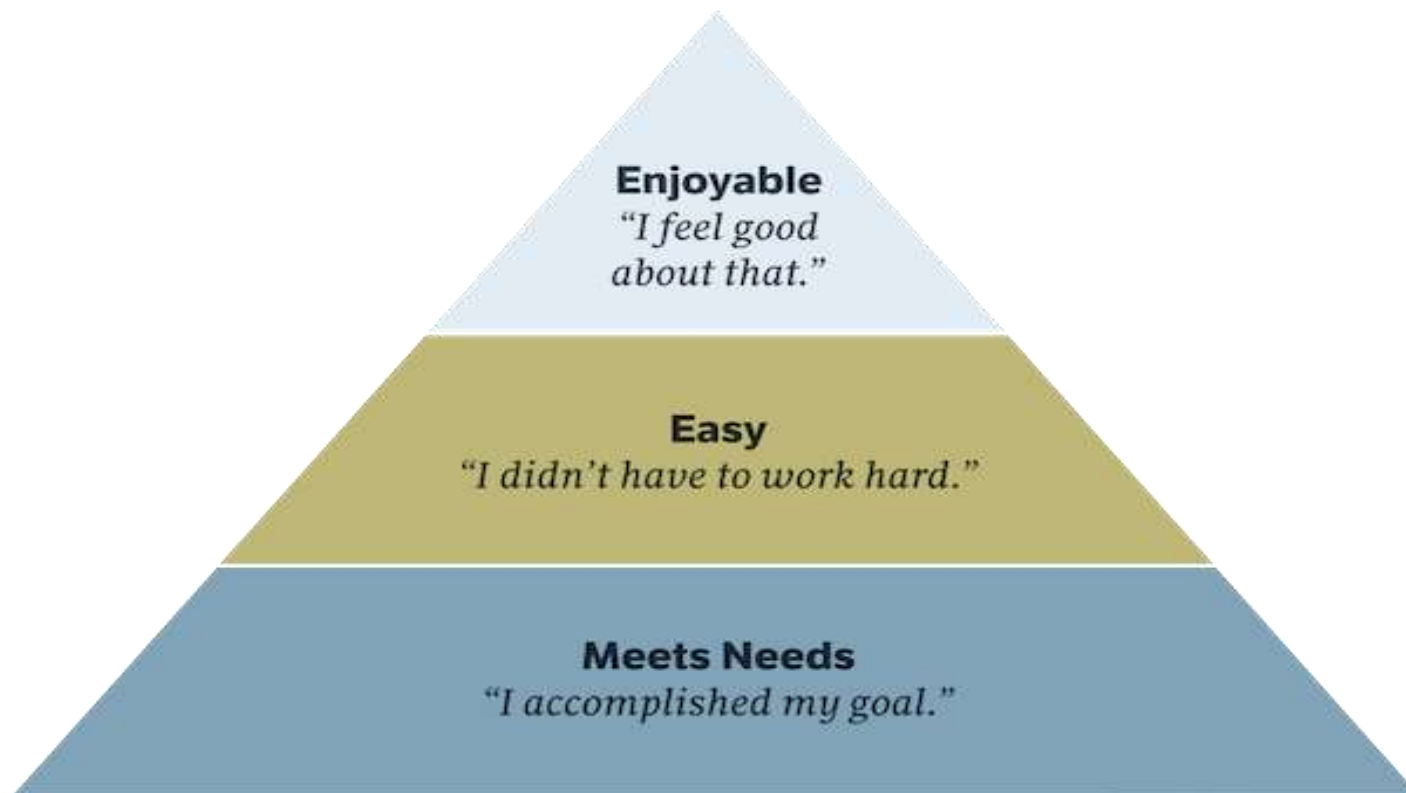 Enjoyable
“I feel good
about that.”
Easy
“I didn’t have to work hard.”
Meets Needs
“I accomplished my goal.”